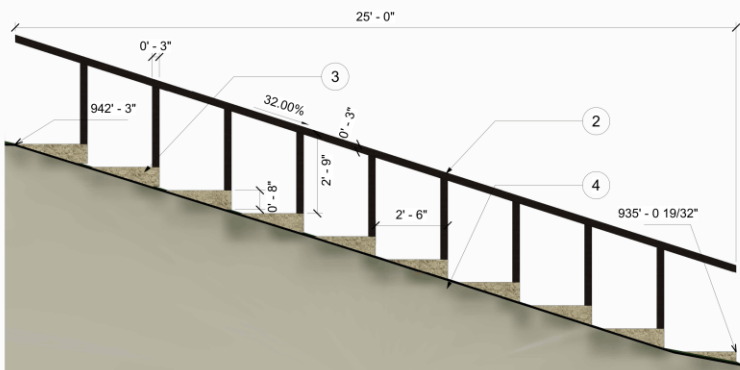 25' - 0"
0' - 3"
3
942' - 3"
32.00%
0' - 3"
2
2' - 9"
0' - 8"
4
2' - 6"
935' - 0 19/32"